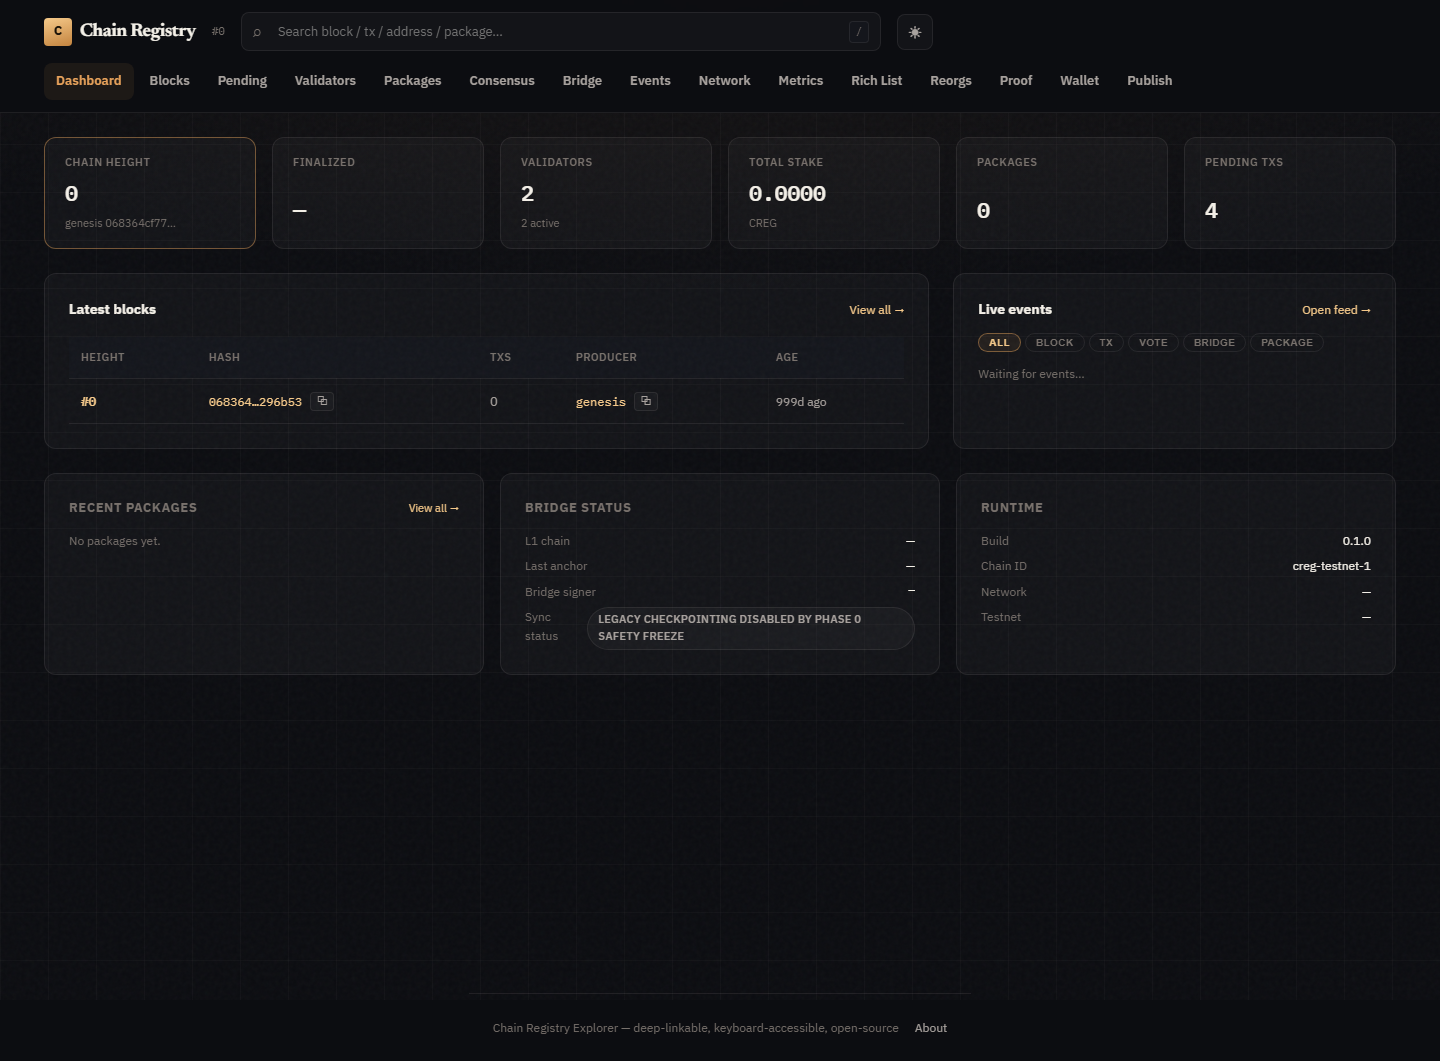 C Chain Registry #0 Search block / tx / address / package... /
Dashboard Blocks Pending Validators Packages Consensus Bridge Events Network Metrics Rich List Reorgs Proof Wallet Publish
CHAIN HEIGHT
0
genesis 068364cf77...
FINALIZED
—
VALIDATORS
2
2 active
TOTAL STAKE
0.0000
CREG
PACKAGES
0
PENDING TXS
4
Latest blocks View all →
HEIGHT HASH TXS PRODUCER AGE
#0 068364…296b53 0 genesis 999d ago
Live events Open feed →
ALL BLOCK TX VOTE BRIDGE PACKAGE
Waiting for events...
RECENT PACKAGES View all →
No packages yet.
BRIDGE STATUS
L1 chain —
Last anchor —
Bridge signer —
Sync status LEGACY CHECKPOINTING DISABLED BY PHASE 0
SAFETY FREEZE
RUNTIME
Build 0.1.0
Chain ID creg-testnet-1
Network —
Testnet —
Chain Registry Explorer — deep-linkable, keyboard-accessible, open-source About